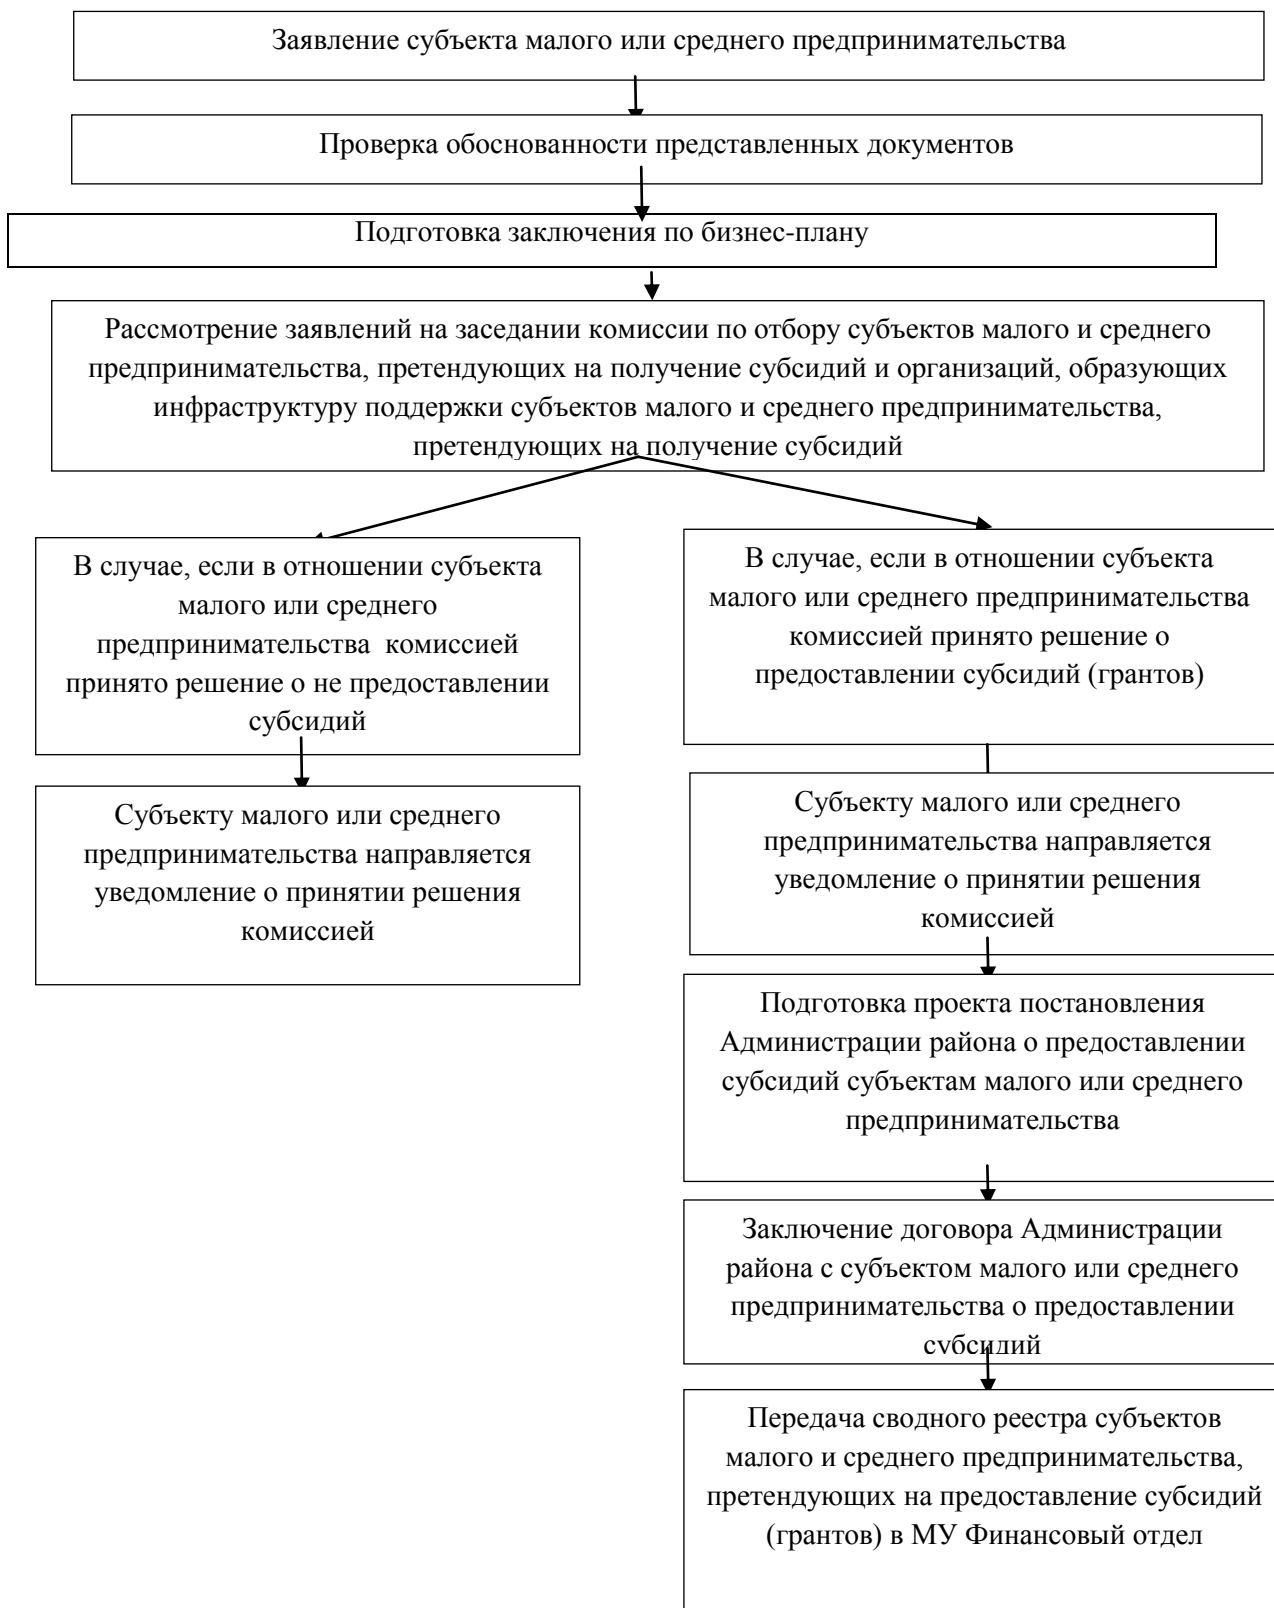 Заявление субъекта малого или среднего предпринимательства
Проверка обоснованности представленных документов
Подготовка заключения по бизнес-плану
Рассмотрение заявлений на заседании комиссии по отбору субъектов малого и среднего
предпринимательства, претендующих на получение субсидий и организаций, образующих
инфраструктуру поддержки субъектов малого и среднего предпринимательства,
претендующих на получение субсидий
В случае, если в отношении субъекта
малого или среднего
предпринимательства комиссией
принято решение о не предоставлении
субсидий
Субъекту малого или среднего
предпринимательства направляется
уведомление о принятии решения
комиссией
В случае, если в отношении субъекта
малого или среднего предпринимательства
комиссией принято решение о
предоставлении субсидий (грантов)
Субъекту малого или среднего
предпринимательства направляется
уведомление о принятии решения
комиссией
Подготовка проекта постановления
Администрации района о предоставлении
субсидий субъектам малого или среднего
предпринимательства
Заключение договора Администрации
района с субъектом малого или среднего
предпринимательства о предоставлении
субсидий
Передача сводного реестра субъектов
малого и среднего предпринимательства,
претендующих на предоставление субсидий
(грантов) в МУ Финансовый отдел